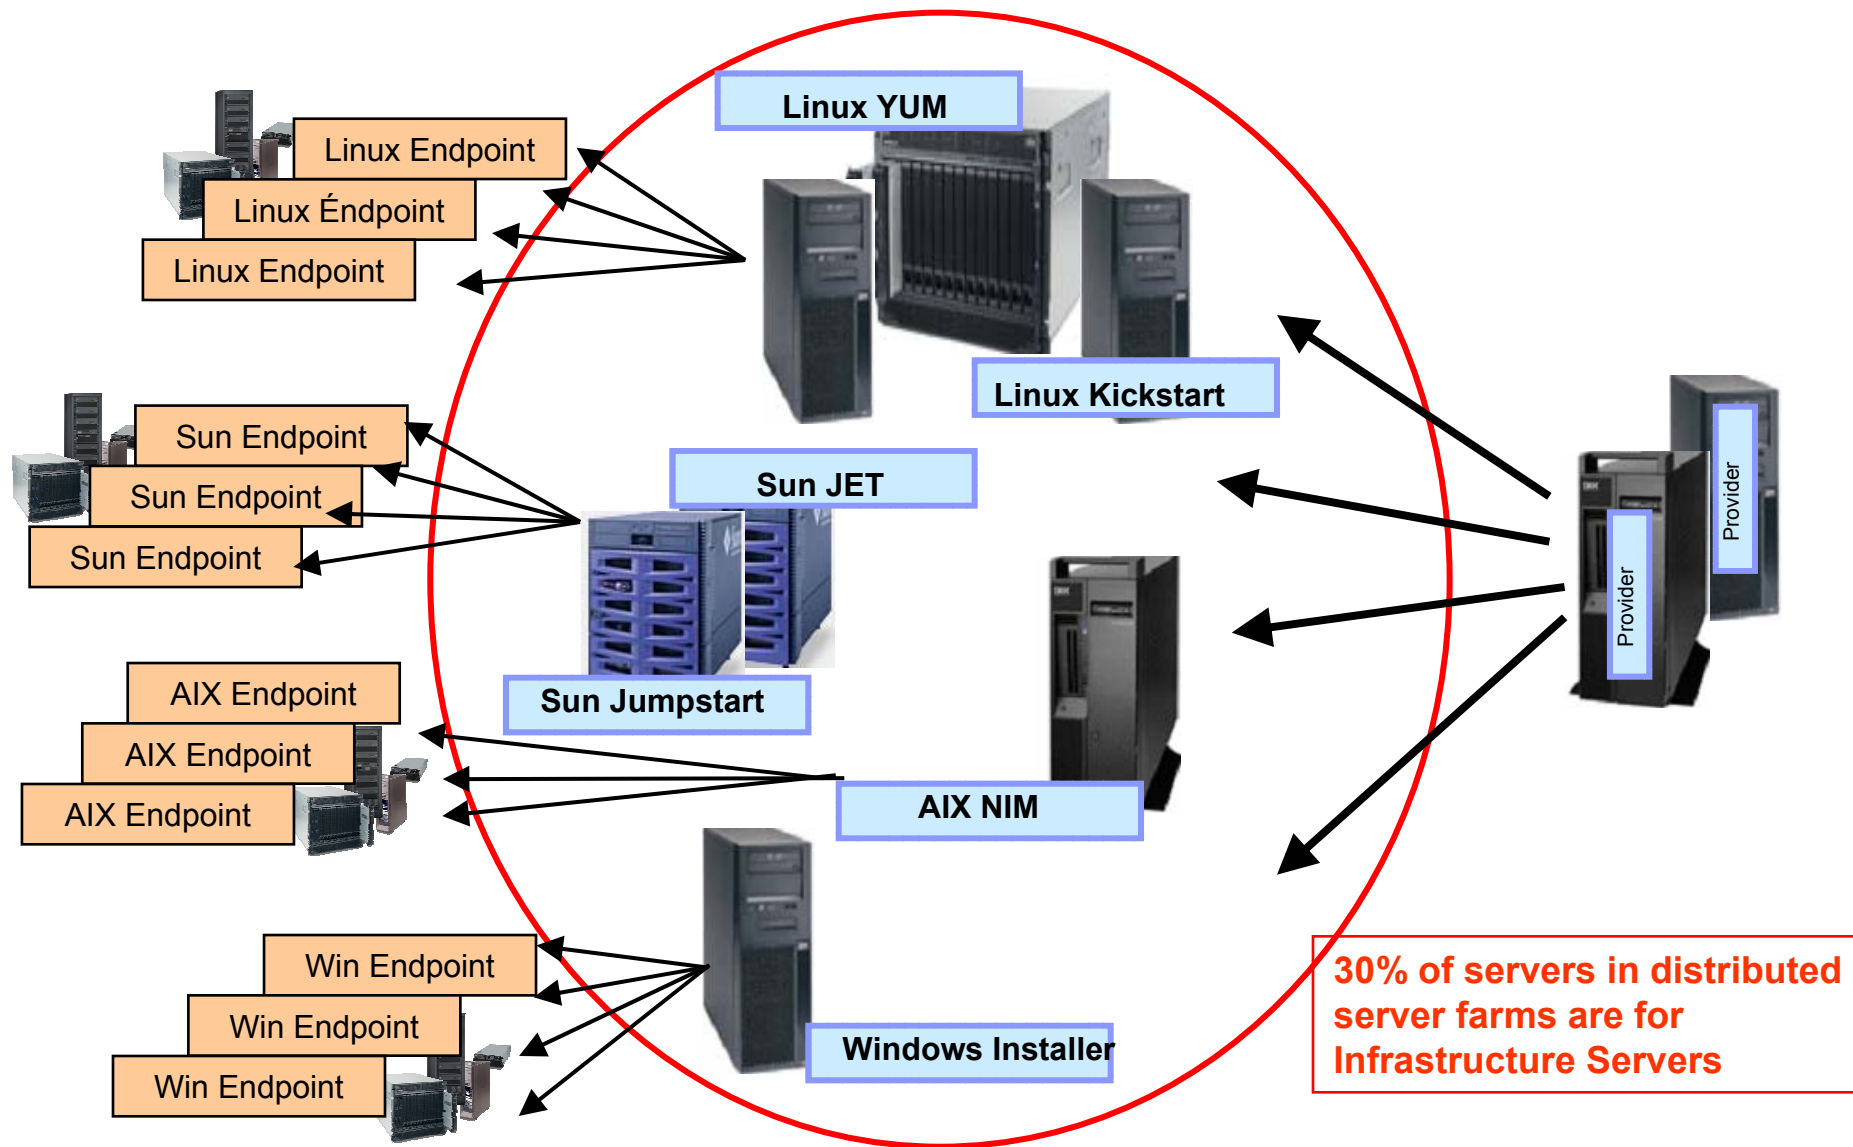 Linux YUM
Linux Endpoint
Linux Éndpoint
Linux Endpoint
Linux Kickstart
Sun Endpoint
Sun Endpoint
Sun Endpoint
Sun JET
Sun Jumpstart
Provider
Provider
AIX Endpoint
AIX Endpoint
AIX Endpoint
AIX NIM
Win Endpoint
Win Endpoint
Win Endpoint
Windows Installer
30% of servers in distributed
server farms are for
Infrastructure Servers